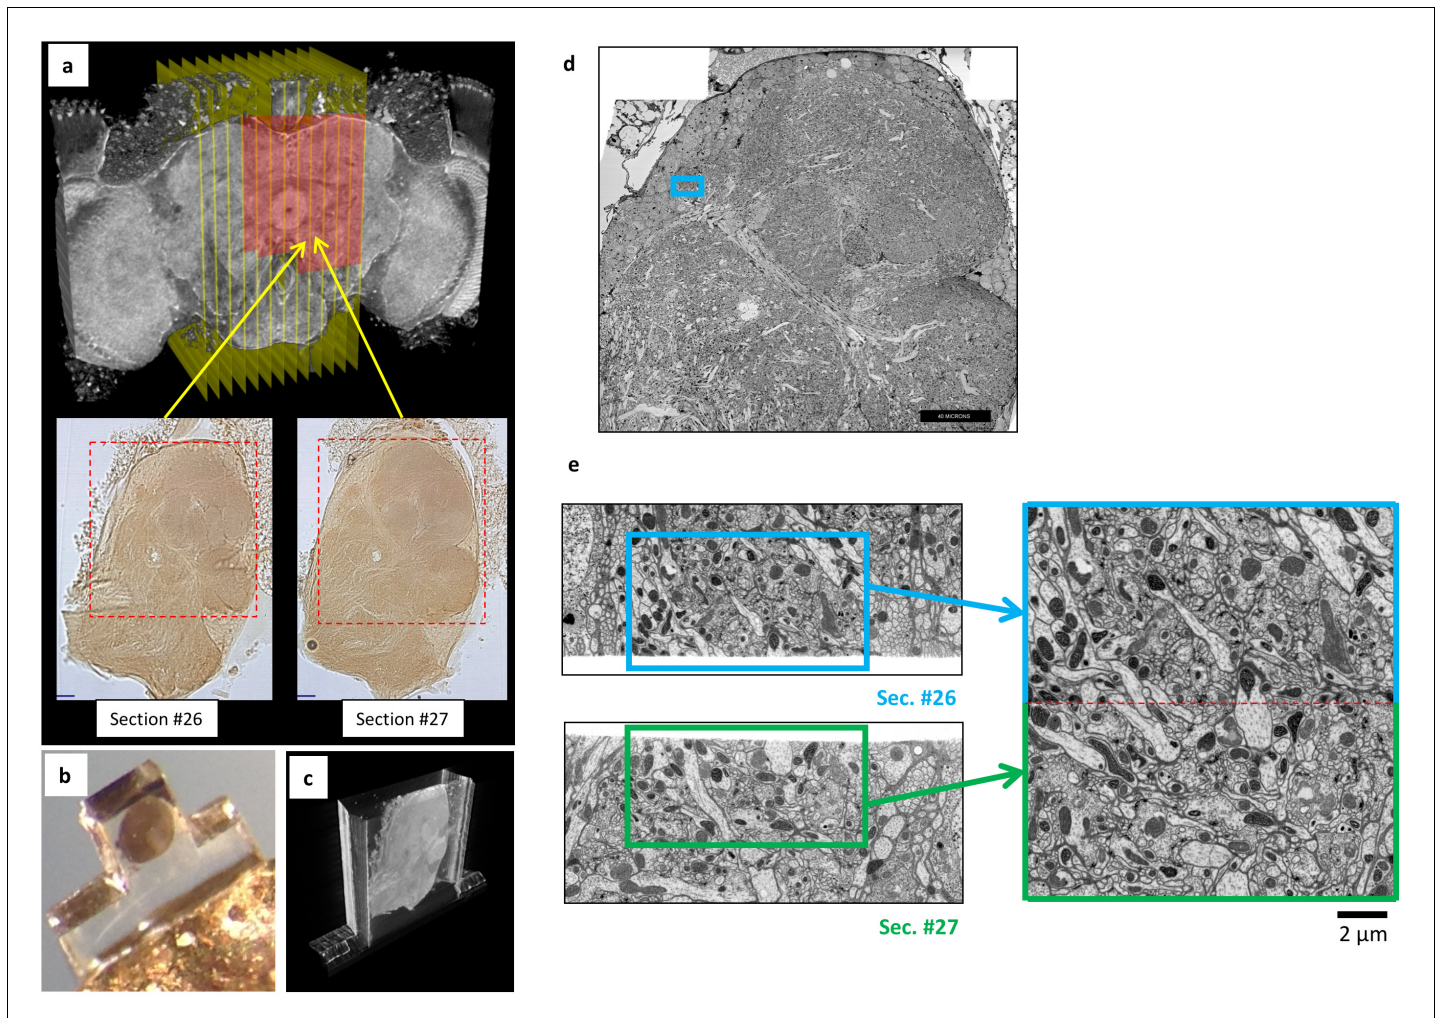 a
Section #26
Section #27
b
c
d
40 MICRONS
e
Sec. #26
Sec. #27
2 µm